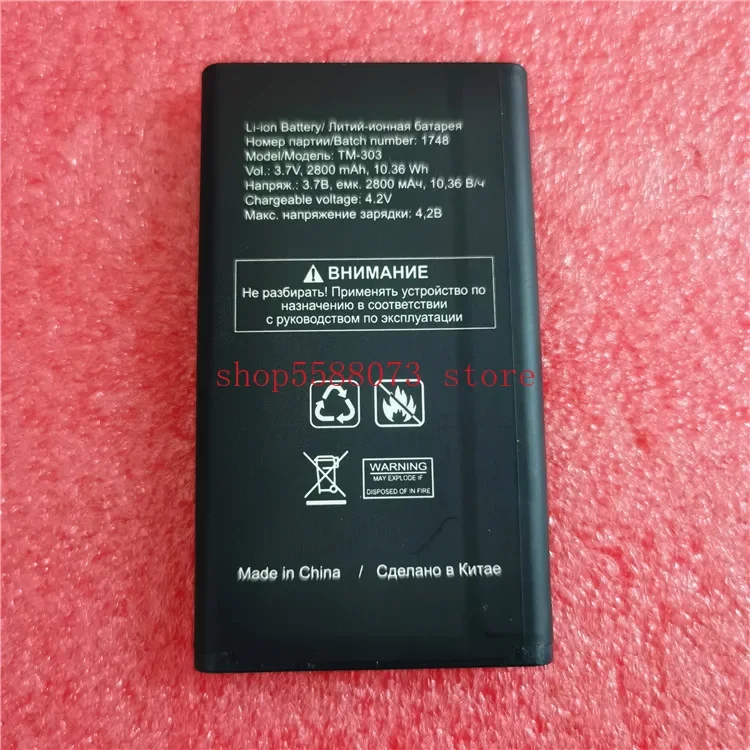 Li-ion Battery/ Литий-ионная батарея
Номер партии/Batch number: 1748
Model/Модель: TM-303
Vol.: 3.7V, 2800 mAh, 10.36 Wh
Напряж.: 3.7В, емк. 2800 мАч, 10,36 В/ч
Chargeable voltage: 4.2V
Макс. напряжение зарядки: 4,2В
ВНИМАНИЕ
Не разбирать! Применять устройство по
назначению в соответствии
с руководством по эксплуатации
shop5588073 store
WARNING
MAY EXPLODE IF
DISPOSED OF IN FIRE
Made in China / Сделано в Китае